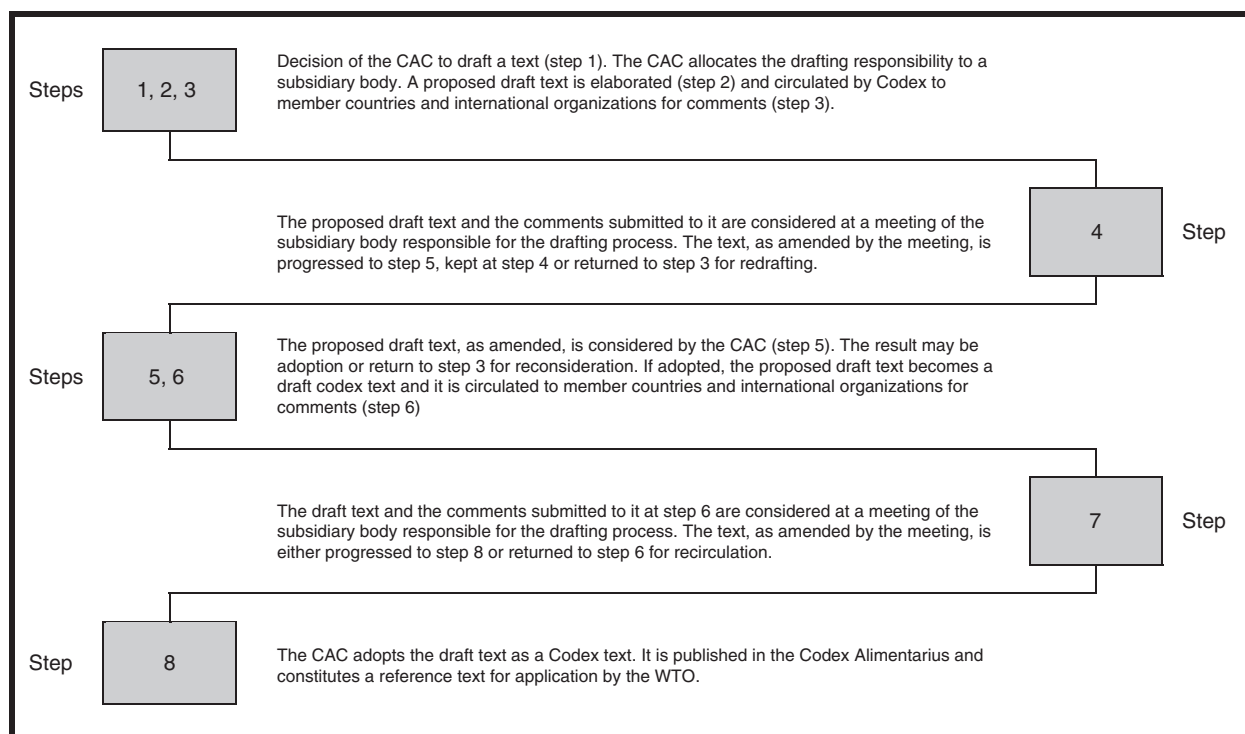 Steps
1, 2, 3
Decision of the CAC to draft a text (step 1). The CAC allocates the drafting responsibility to a
subsidiary body. A proposed draft text is elaborated (step 2) and circulated by Codex to
member countries and international organizations for comments (step 3).
The proposed draft text and the comments submitted to it are considered at a meeting of the
subsidiary body responsible for the drafting process. The text, as amended by the meeting, is
progressed to step 5, kept at step 4 or returned to step 3 for redrafting.
4
Step
Steps
5, 6
The proposed draft text, as amended, is considered by the CAC (step 5). The result may be
adoption or return to step 3 for reconsideration. If adopted, the proposed draft text becomes a
draft codex text and it is circulated to member countries and international organizations for
comments (step 6)
The draft text and the comments submitted to it at step 6 are considered at a meeting of the
subsidiary body responsible for the drafting process. The text, as amended by the meeting, is
either progressed to step 8 or returned to step 6 for recirculation.
7
Step
Step
8
The CAC adopts the draft text as a Codex text. It is published in the Codex Alimentarius and
constitutes a reference text for application by the WTO.